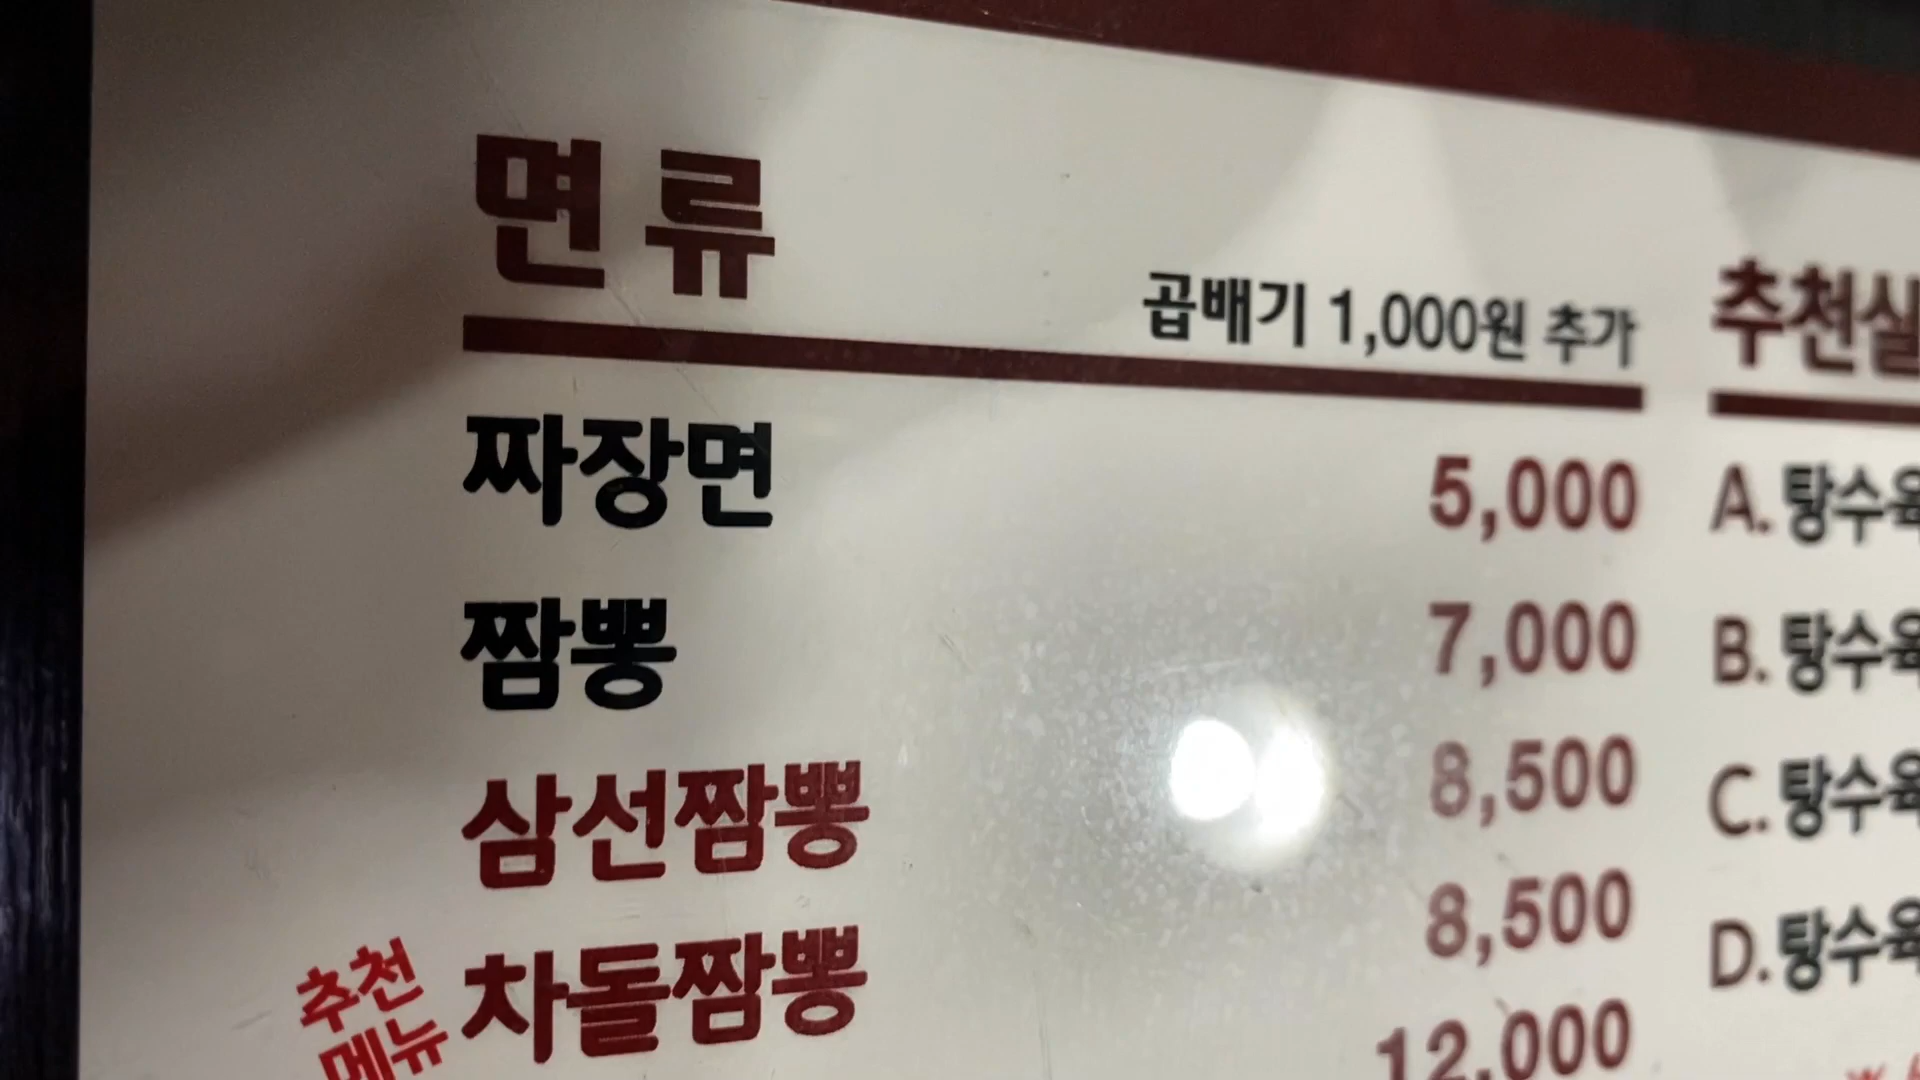 면류
곱배기 1,000원 추가
짜장면 5,000
짬뽕 7,000
삼선짬뽕 8,500
추천
메뉴
차돌짬뽕 8,500
12,000
추천실
A. 탕수육
B. 탕수육
C. 탕수육
D. 탕수육